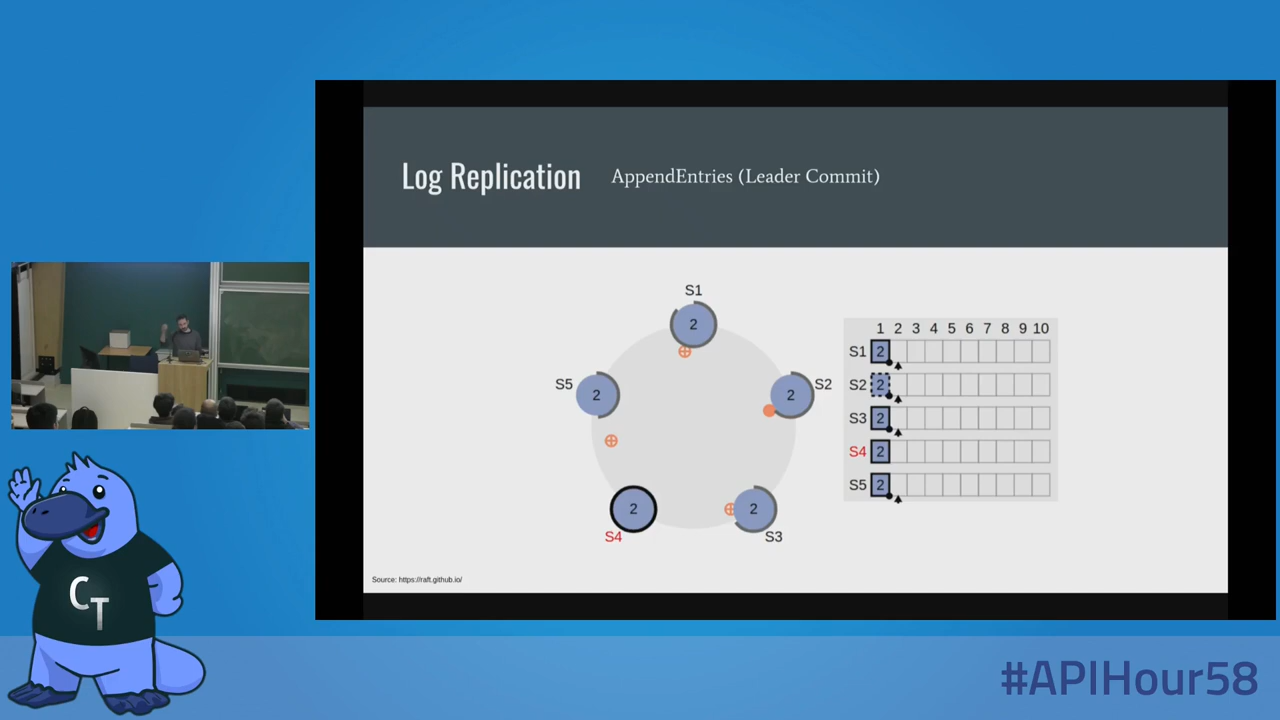 Log Replication
AppendEntries (Leader Commit)
S1
2
S5
2
S2
2
S4
2
S3
2
1 2 3 4 5 6 7 8 9 10
S1 2
S2 2
S3 2
S4 2
S5 2
Source: https://raft.github.io/
CT
#APIHour58